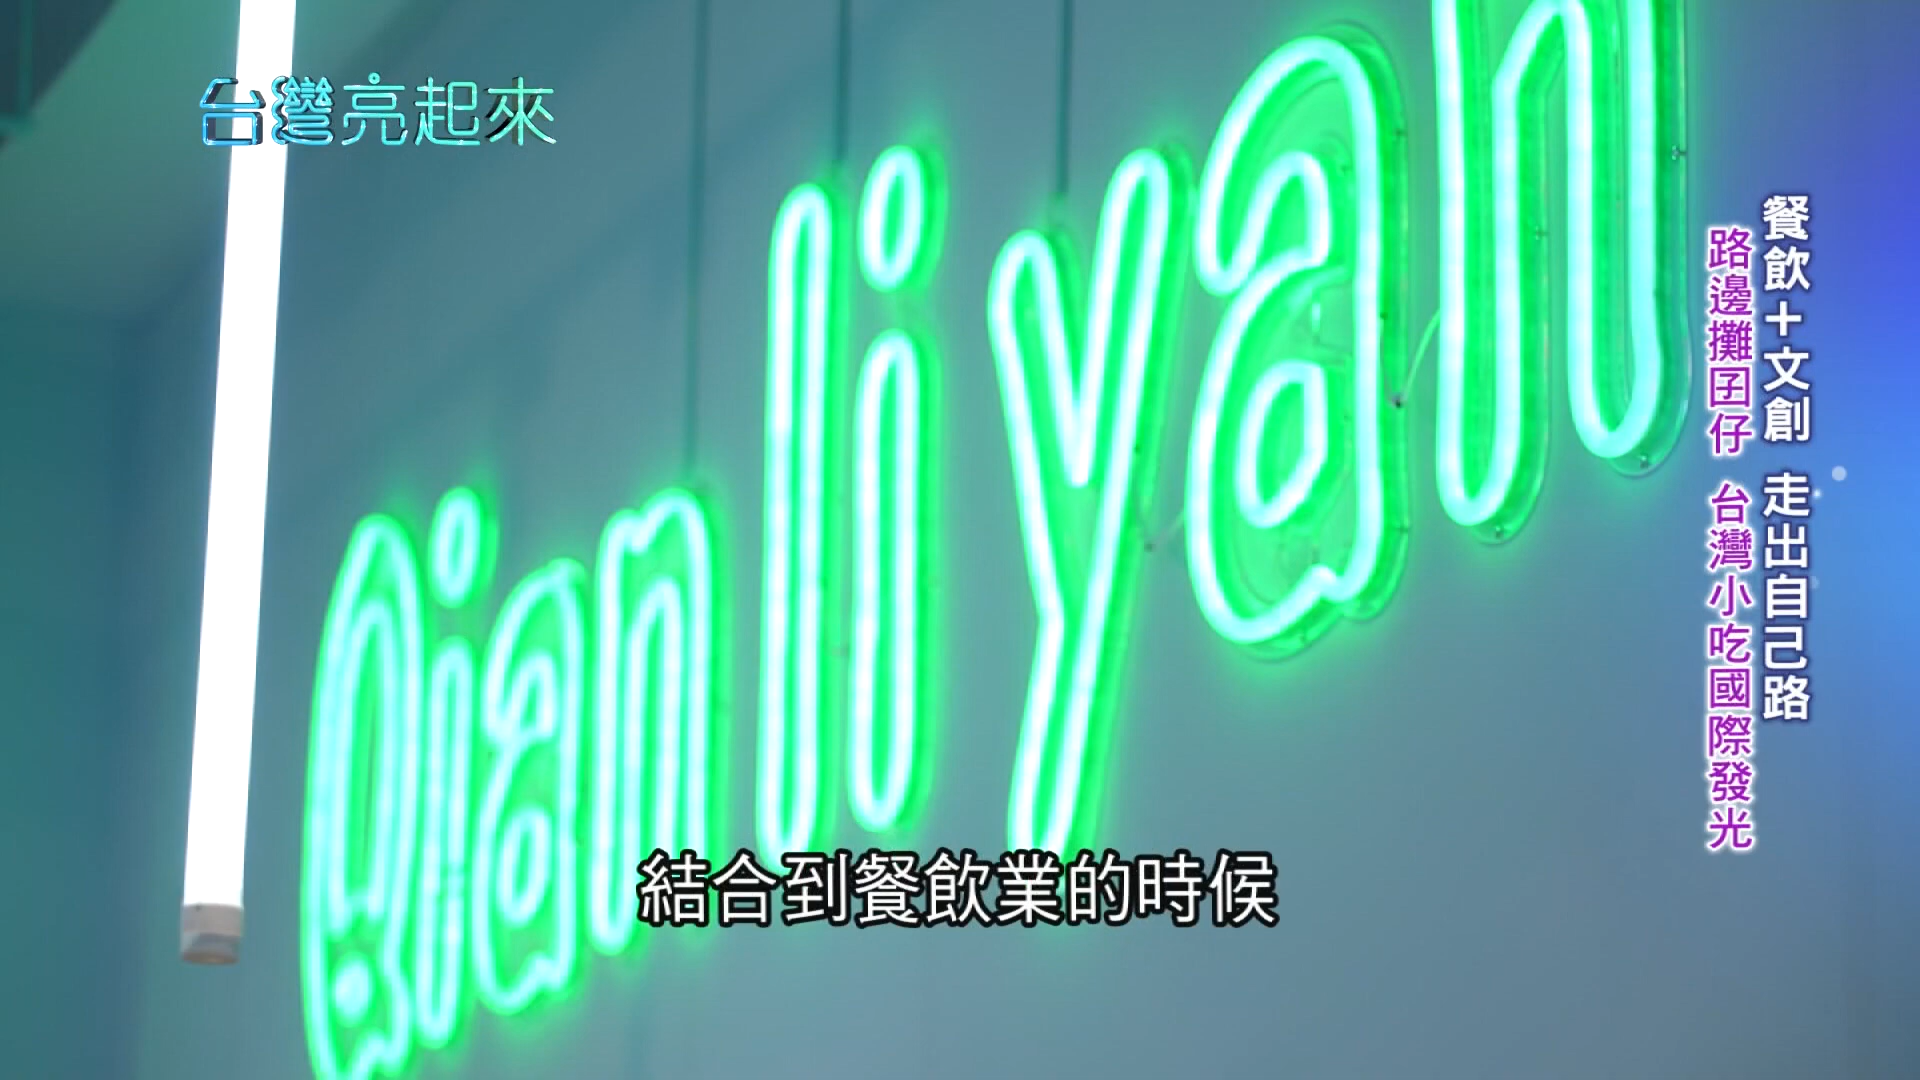 台灣亮起來
Qian li yan
餐飲+文創 走出自己路
路邊攤囝仔 台灣小吃國際發光
結合到餐飲業的時候